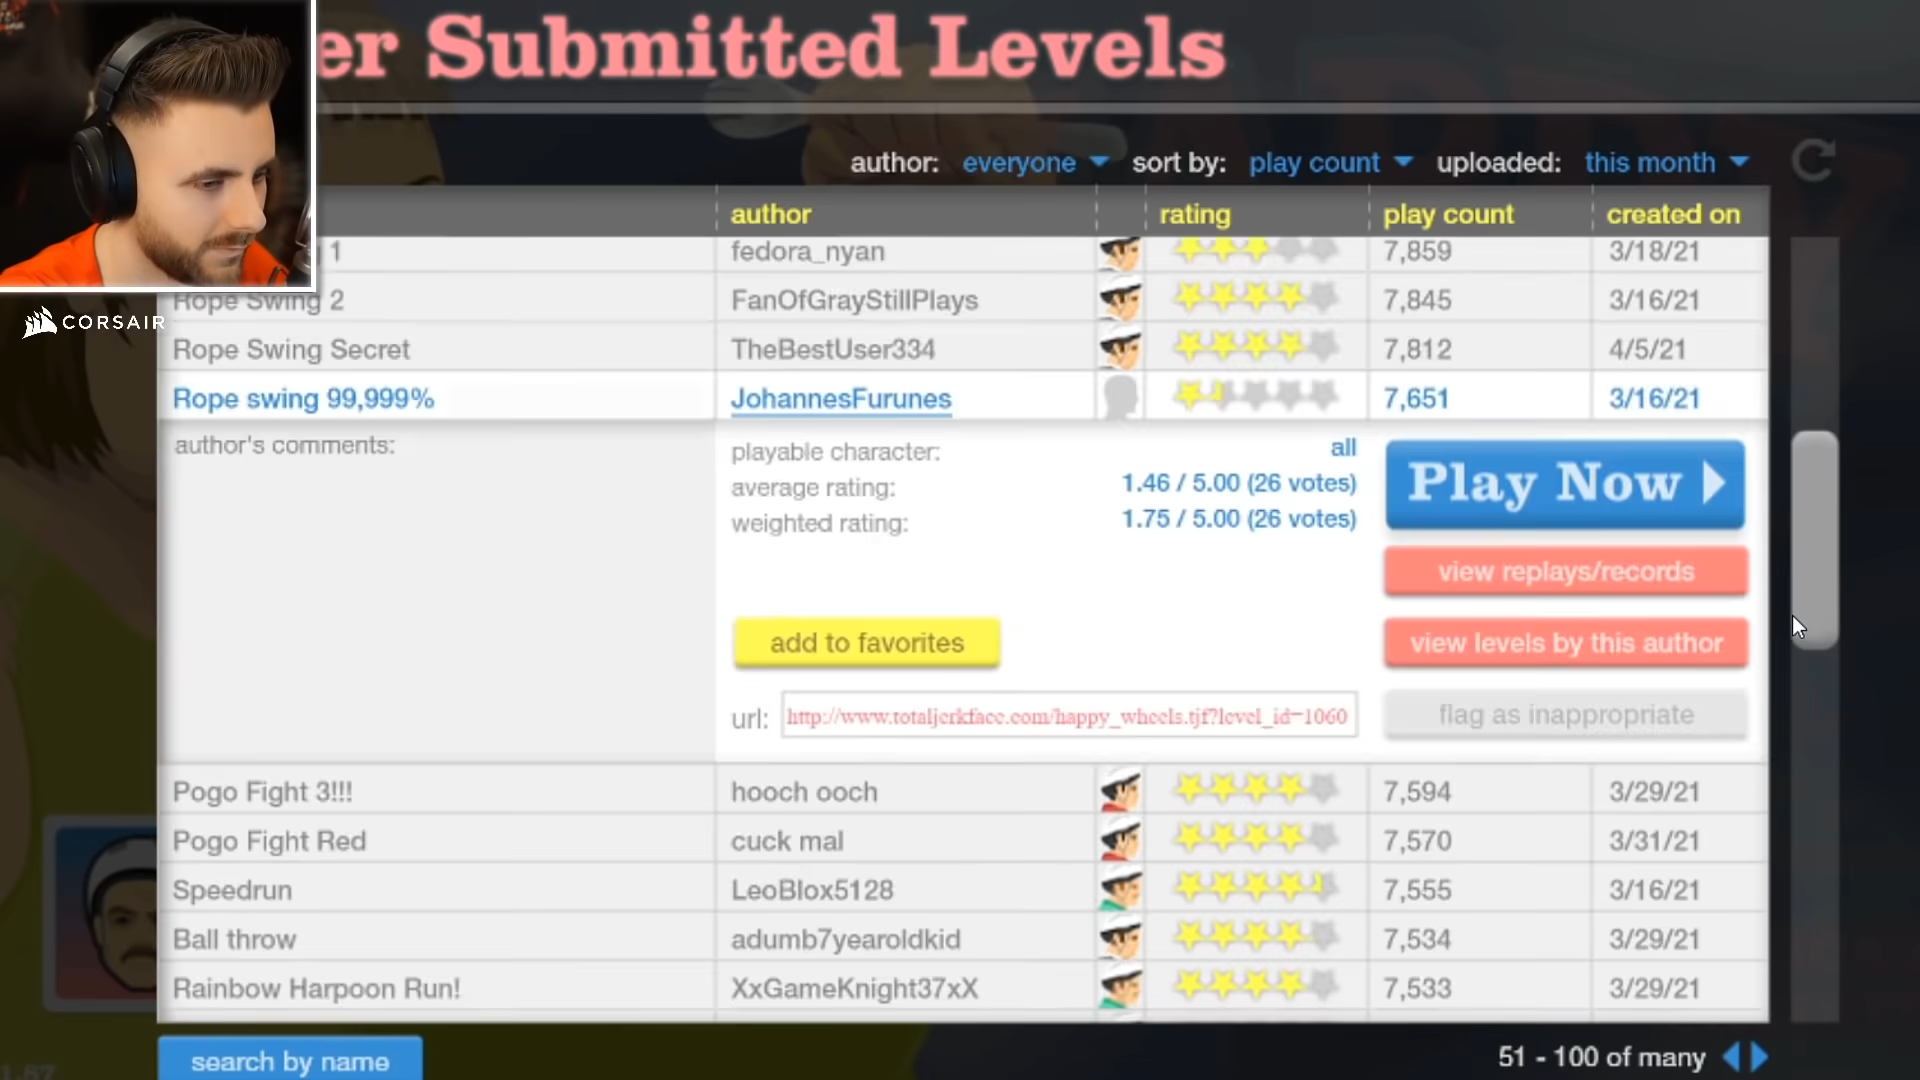 er Submitted Levels
author: everyone sort by: play count uploaded: this month
author rating play count created on
1 fedora_nyan 7,859 3/18/21
Rope Swing 2 FanOfGrayStillPlays 7,845 3/16/21
CORSAIR
Rope Swing Secret TheBestUser334 7,812 4/5/21
Rope swing 99,999% JohannesFurunes 7,651 3/16/21
author's comments:
playable character: all
average rating: 1.46 / 5.00 (26 votes)
weighted rating: 1.75 / 5.00 (26 votes)
Play Now
view replays/records
add to favorites
view levels by this author
url: http://www.totaljerkface.com/happy_wheels.tjf?level_id=1060
flag as inappropriate
Pogo Fight 3!!! hooch ooch 7,594 3/29/21
Pogo Fight Red cuck mal 7,570 3/31/21
Speedrun LeoBlox5128 7,555 3/16/21
Ball throw adumb7yearoldkid 7,534 3/29/21
Rainbow Harpoon Run! XxGameKnight37xX 7,533 3/29/21
search by name
51 - 100 of many
1.87